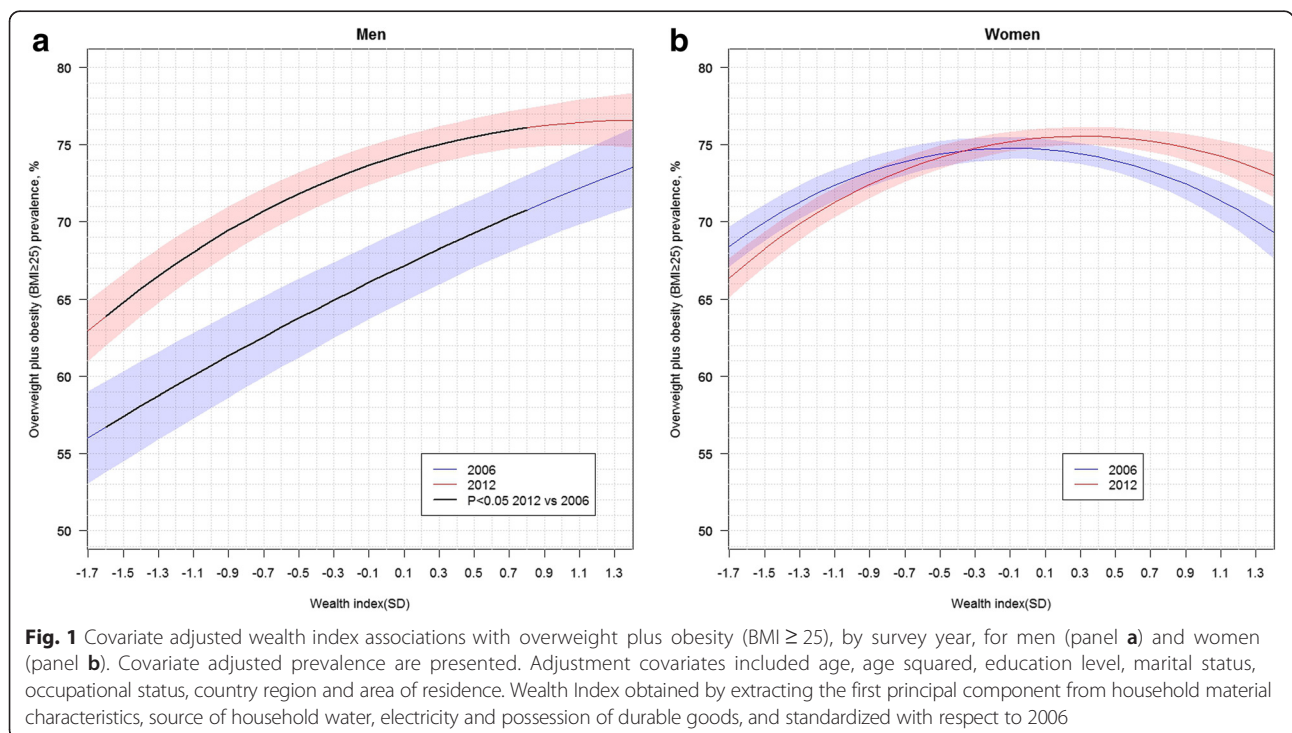 a
Men
Overweight plus obesity (BMI≥25) prevalence, %
80
75
70
65
60
55
50
2006
2012
P<0.05 2012 vs 2006
-1.7 -1.5 -1.3 -1.1 -0.9 -0.7 -0.5 -0.3 -0.1 0.1 0.3 0.5 0.7 0.9 1.1 1.3
Wealth index(SD)
b
Women
Overweight plus obesity (BMI≥25) prevalence, %
80
75
70
65
60
55
50
2006
2012
-1.7 -1.5 -1.3 -1.1 -0.9 -0.7 -0.5 -0.3 -0.1 0.1 0.3 0.5 0.7 0.9 1.1 1.3
Wealth index(SD)
Fig. 1 Covariate adjusted wealth index associations with overweight plus obesity (BMI ≥ 25), by survey year, for men (panel a) and women
(panel b). Covariate adjusted prevalence are presented. Adjustment covariates included age, age squared, education level, marital status,
occupational status, country region and area of residence. Wealth Index obtained by extracting the first principal component from household material
characteristics, source of household water, electricity and possession of durable goods, and standardized with respect to 2006